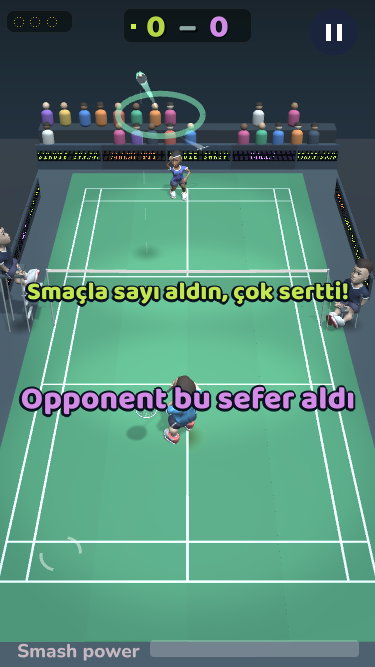 0 – 0
Smaçla sayı aldın, çok sertti!
Opponent bu sefer aldı
Smash power